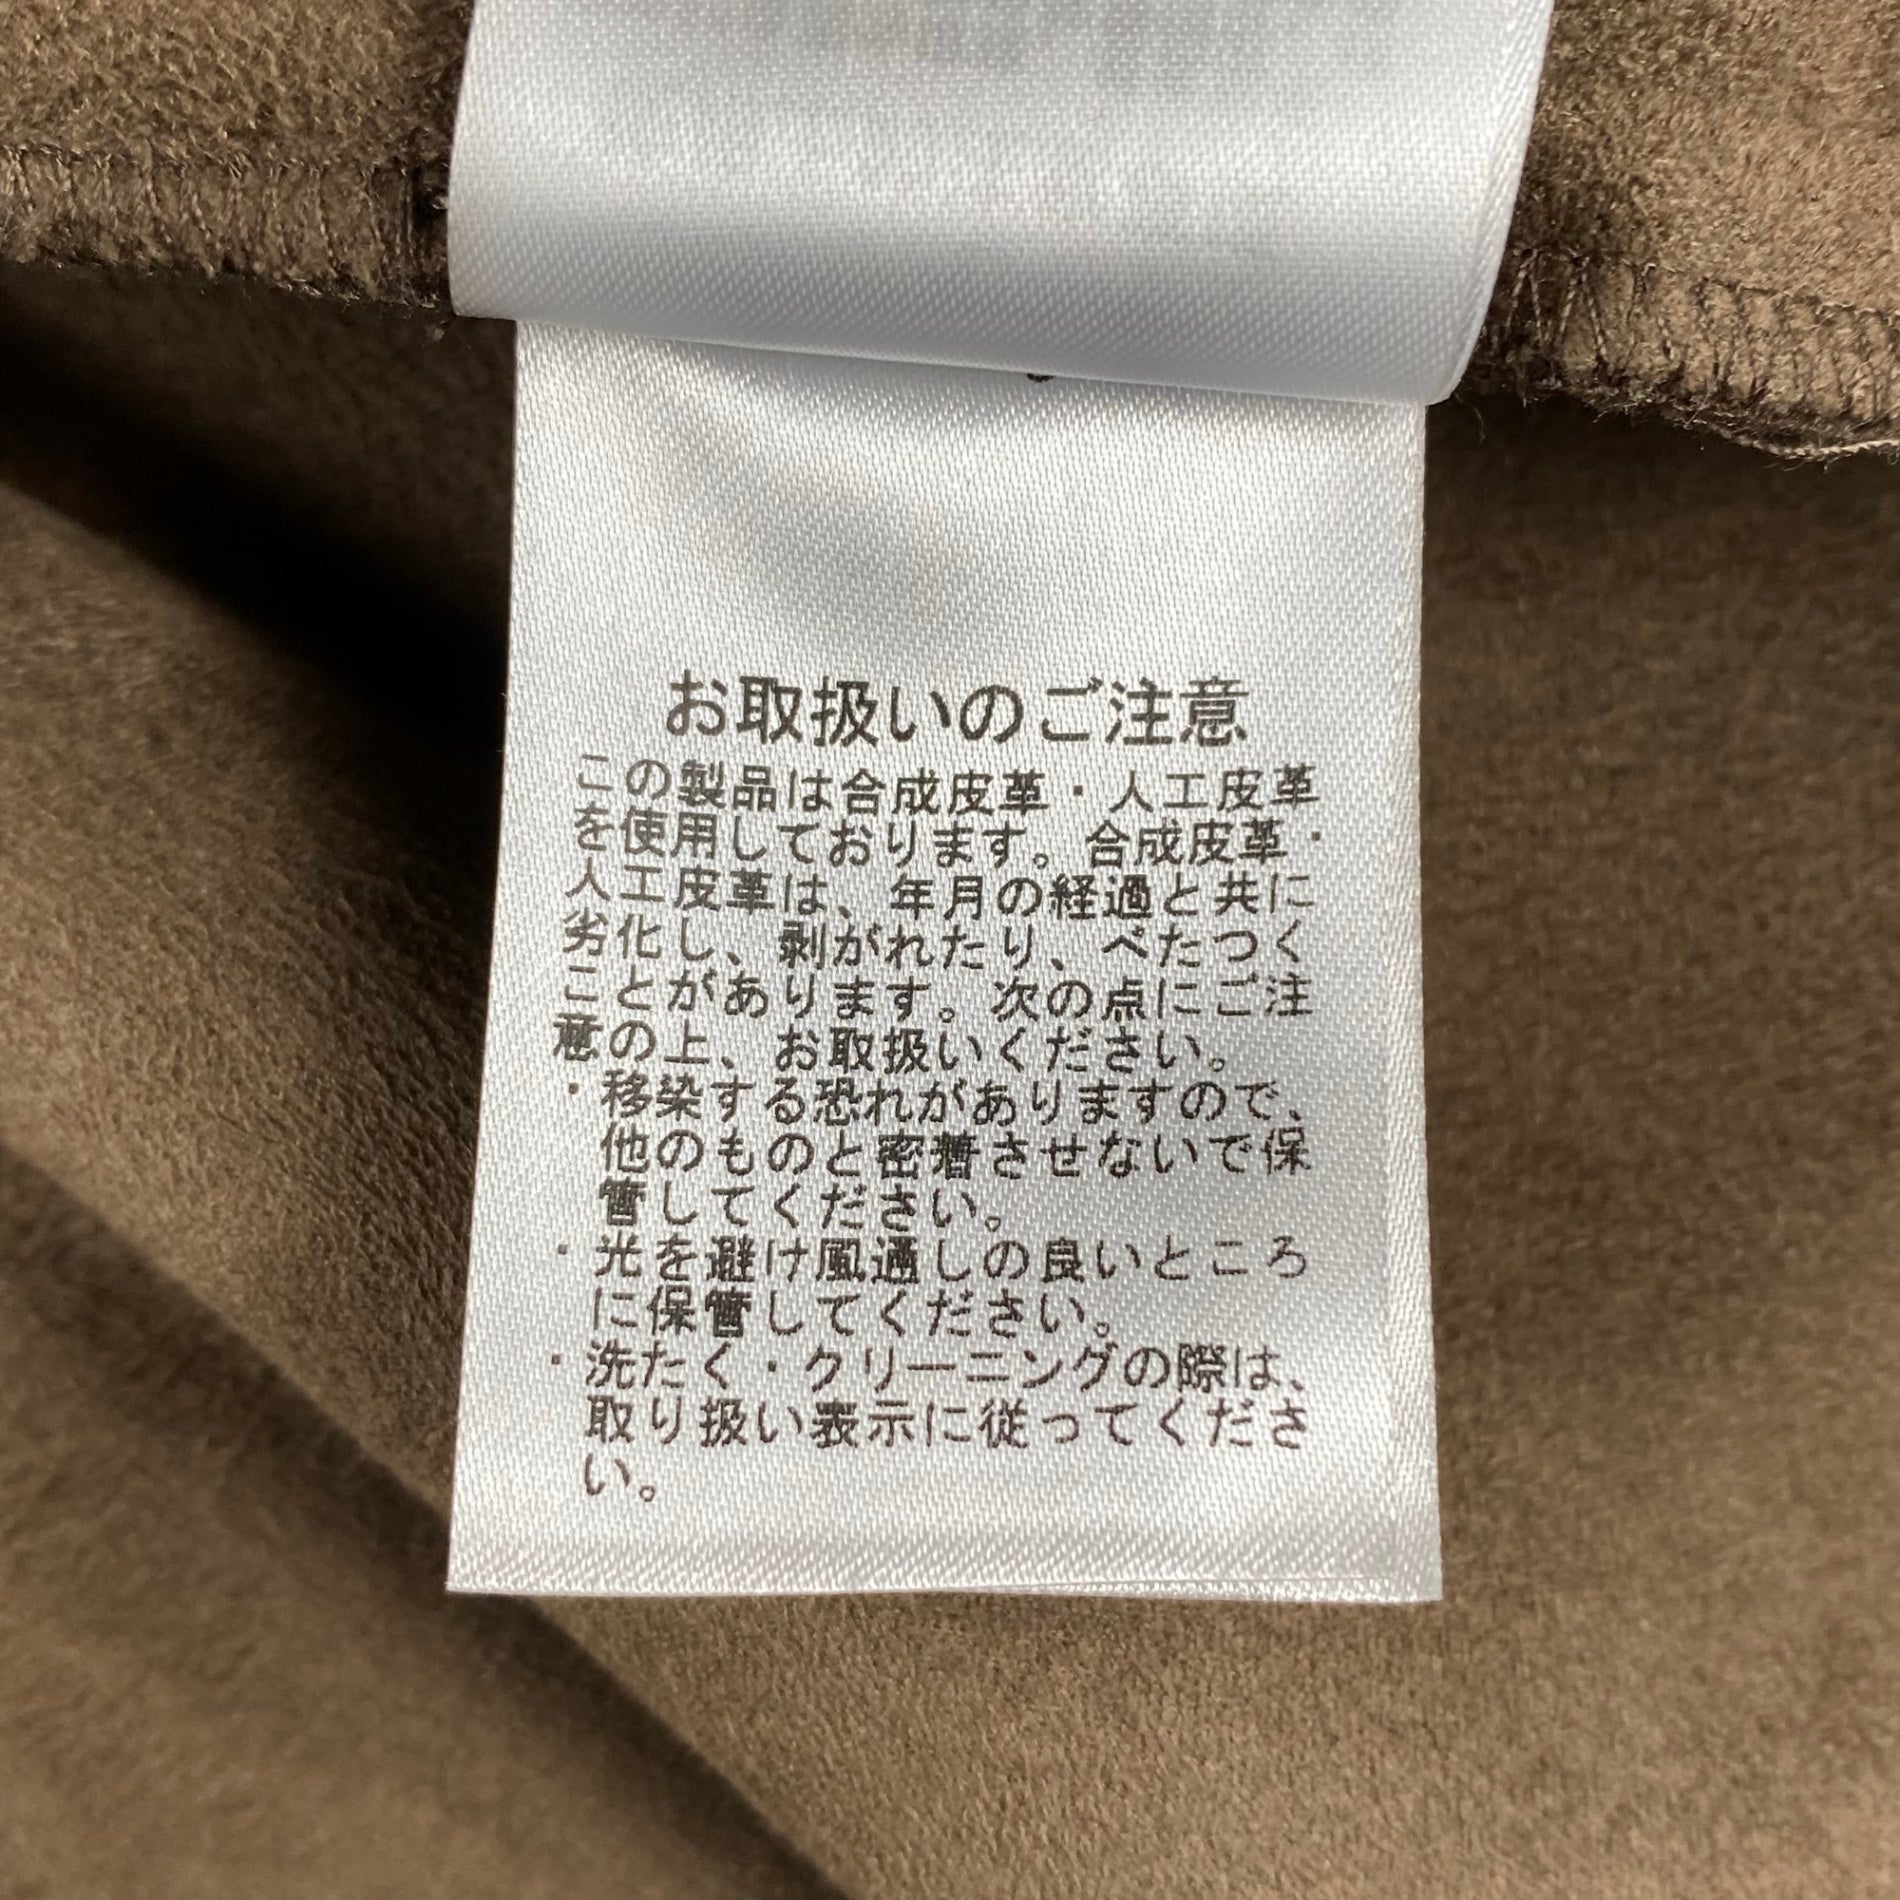 お取扱いのご注意
この製品は合成皮革・人工皮革
を使用しております。合成皮革・
人工皮革は、年月の経過と共に
劣化し、剥がれたり、べたつく
ことがあります。次の点にご注
意の上、お取扱いください。
・移染する恐れがありますので、
他のものと密着させないで保
管してください。
・光を避け風通しの良いところ
に保管してください。
・洗たく・クリーニングの際は、
取り扱い表示に従ってくださ
い。